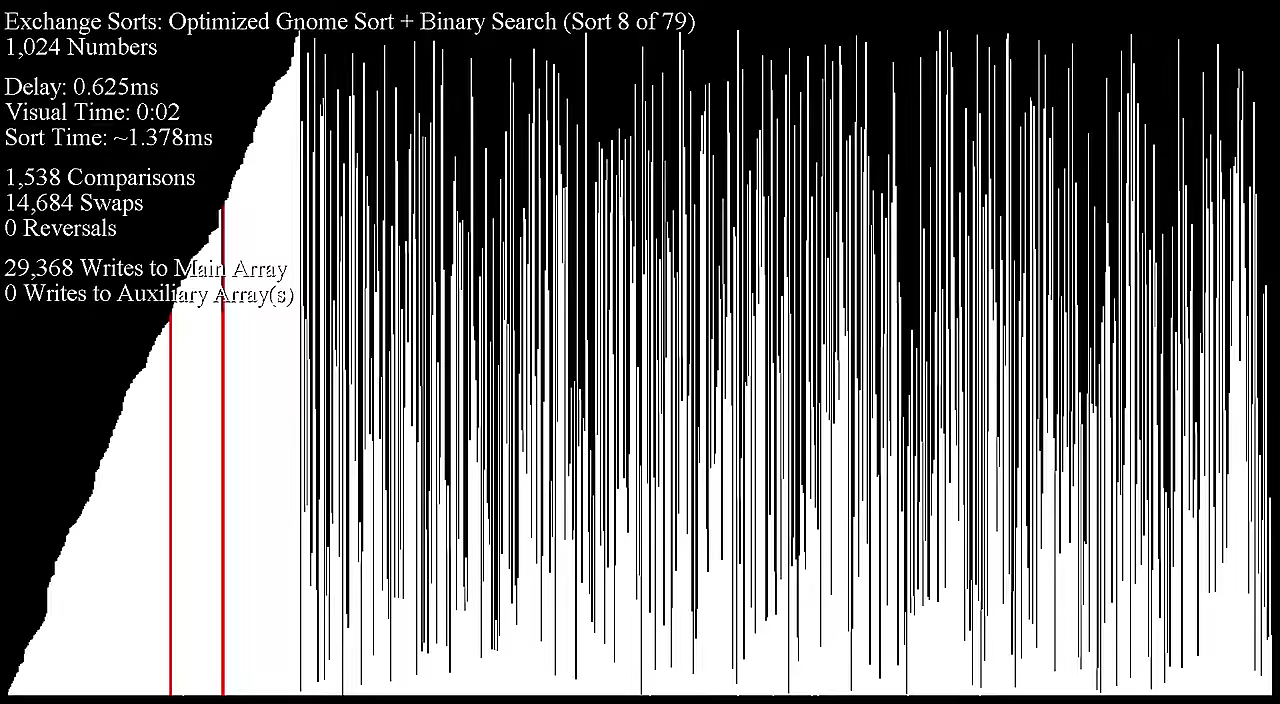 Exchange Sorts: Optimized Gnome Sort + Binary Search (Sort 8 of 79)
1,024 Numbers
Delay: 0.625ms
Visual Time: 0:02
Sort Time: ~1.378ms
1,538 Comparisons
14,684 Swaps
0 Reversals
29,368 Writes to Main Array
0 Writes to Auxiliary Array(s)